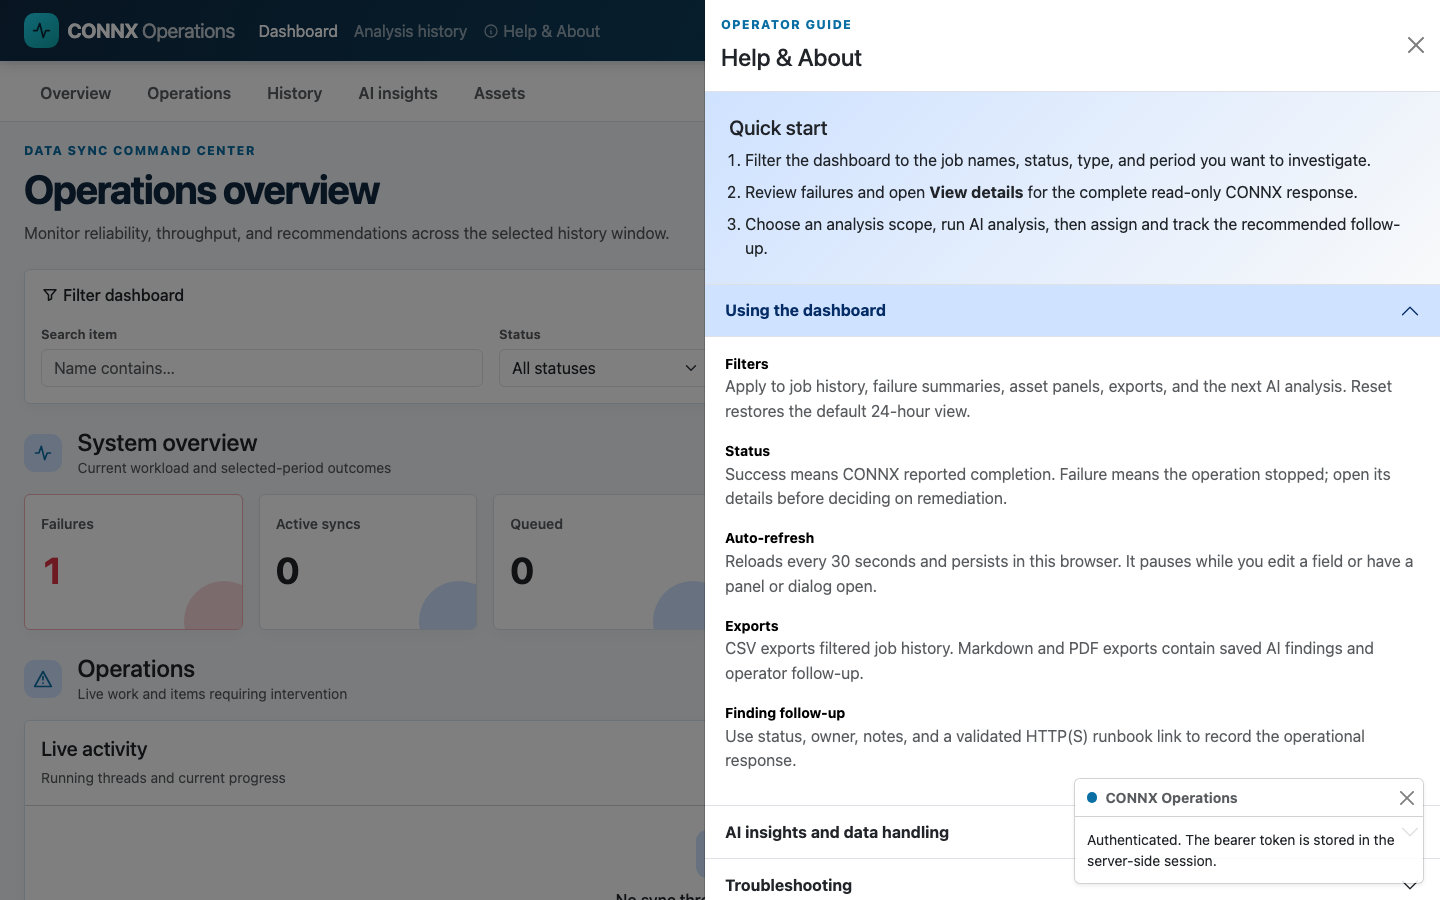 CONNX Operations
Dashboard
Analysis history
Help & About
Overview
Operations
History
AI insights
Assets
DATA SYNC COMMAND CENTER
Operations overview
Monitor reliability, throughput, and recommendations across the selected history window.
Filter dashboard
Search item
Name contains...
Status
All statuses
System overview
Current workload and selected-period outcomes
Failures
1
Active syncs
0
Queued
0
Operations
Live work and items requiring intervention
Live activity
Running threads and current progress
OPERATOR GUIDE
Help & About
Quick start
1. Filter the dashboard to the job names, status, type, and period you want to investigate.
2. Review failures and open View details for the complete read-only CONNX response.
3. Choose an analysis scope, run AI analysis, then assign and track the recommended follow-
up.
Using the dashboard
Filters
Apply to job history, failure summaries, asset panels, exports, and the next AI analysis. Reset
restores the default 24-hour view.
Status
Success means CONNX reported completion. Failure means the operation stopped; open its
details before deciding on remediation.
Auto-refresh
Reloads every 30 seconds and persists in this browser. It pauses while you edit a field or have a
panel or dialog open.
Exports
CSV exports filtered job history. Markdown and PDF exports contain saved AI findings and
operator follow-up.
Finding follow-up
Use status, owner, notes, and a validated HTTP(S) runbook link to record the operational
response.
AI insights and data handling
Troubleshooting
CONNX Operations
Authenticated. The bearer token is stored in the
server-side session.